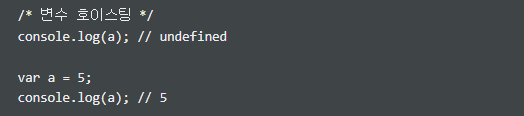 /* 변수 호이스팅 */
console.log(a); // undefined
var a = 5;
console.log(a); // 5